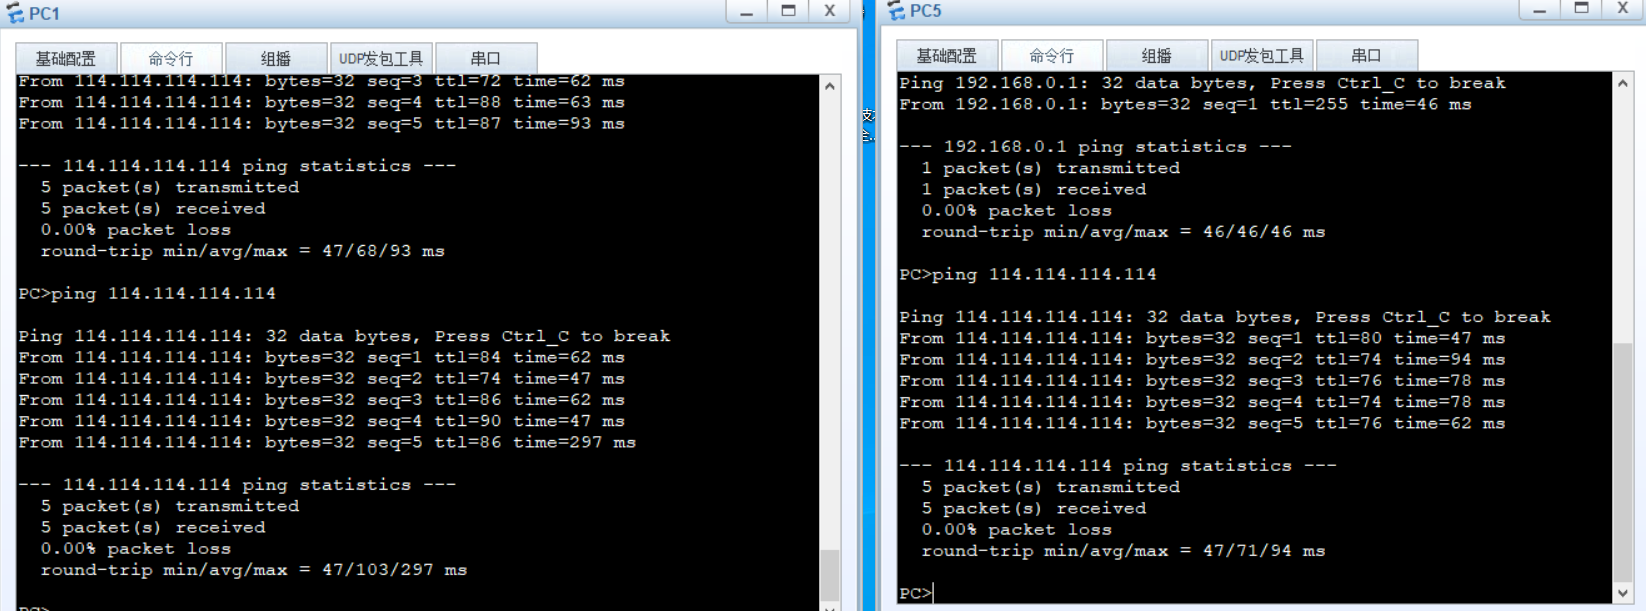 PC1
基础配置 命令行 组播 UDP发包工具 串口
From 114.114.114.114: bytes=32 seq=3 ttl=72 time=62 ms
From 114.114.114.114: bytes=32 seq=4 ttl=88 time=63 ms
From 114.114.114.114: bytes=32 seq=5 ttl=87 time=93 ms
--- 114.114.114.114 ping statistics ---
5 packet(s) transmitted
5 packet(s) received
0.00% packet loss
round-trip min/avg/max = 47/68/93 ms
PC>ping 114.114.114.114
Ping 114.114.114.114: 32 data bytes, Press Ctrl_C to break
From 114.114.114.114: bytes=32 seq=1 ttl=84 time=62 ms
From 114.114.114.114: bytes=32 seq=2 ttl=74 time=47 ms
From 114.114.114.114: bytes=32 seq=3 ttl=86 time=62 ms
From 114.114.114.114: bytes=32 seq=4 ttl=90 time=47 ms
From 114.114.114.114: bytes=32 seq=5 ttl=86 time=297 ms
--- 114.114.114.114 ping statistics ---
5 packet(s) transmitted
5 packet(s) received
0.00% packet loss
round-trip min/avg/max = 47/103/297 ms
PC>
PC5
基础配置 命令行 组播 UDP发包工具 串口
Ping 192.168.0.1: 32 data bytes, Press Ctrl_C to break
From 192.168.0.1: bytes=32 seq=1 ttl=255 time=46 ms
--- 192.168.0.1 ping statistics ---
1 packet(s) transmitted
1 packet(s) received
0.00% packet loss
round-trip min/avg/max = 46/46/46 ms
PC>ping 114.114.114.114
Ping 114.114.114.114: 32 data bytes, Press Ctrl_C to break
From 114.114.114.114: bytes=32 seq=1 ttl=80 time=47 ms
From 114.114.114.114: bytes=32 seq=2 ttl=74 time=94 ms
From 114.114.114.114: bytes=32 seq=3 ttl=76 time=78 ms
From 114.114.114.114: bytes=32 seq=4 ttl=74 time=78 ms
From 114.114.114.114: bytes=32 seq=5 ttl=76 time=62 ms
--- 114.114.114.114 ping statistics ---
5 packet(s) transmitted
5 packet(s) received
0.00% packet loss
round-trip min/avg/max = 47/71/94 ms
PC>